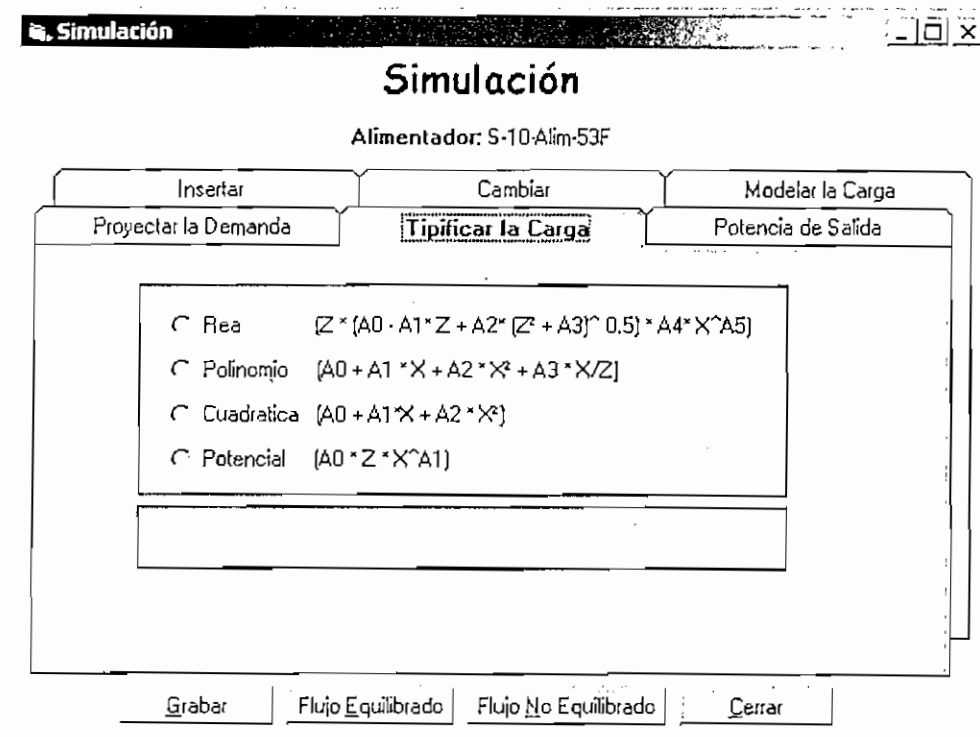 Simulación
Simulación
Alimentador: S-10-Alim-53F
Insertar Cambiar Modelar la Carga
Proyectar la Demanda Tipificar la Carga Potencia de Salida
Rea (Z * (A0 - A1* Z + A2* (Z² + A3)^ 0.5) * A4* X^A5)
Polinomio (A0 + A1 * X + A2 * X² + A3 * X/Z)
Cuadratica (A0 + A1*X + A2 * X²)
Potencial (A0 * Z * X^A1)
Grabar Flujo Equilibrado Flujo No Equilibrado Cerrar